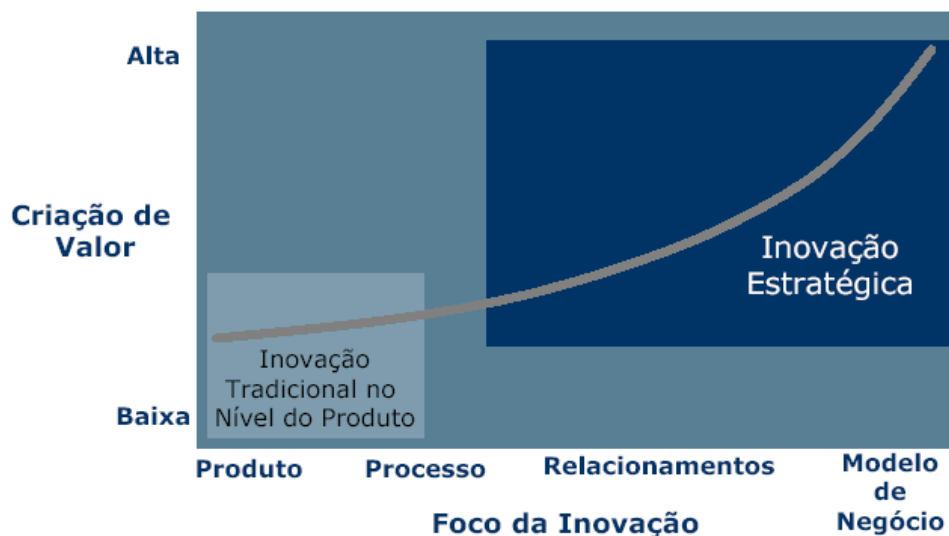 Alta
Criação de
Valor
Inovação
Estratégica
Inovação
Tradicional no
Nível do Produto
Baixa
Produto
Processo
Relacionamentos
Modelo
de
Negócio
Foco da Inovação